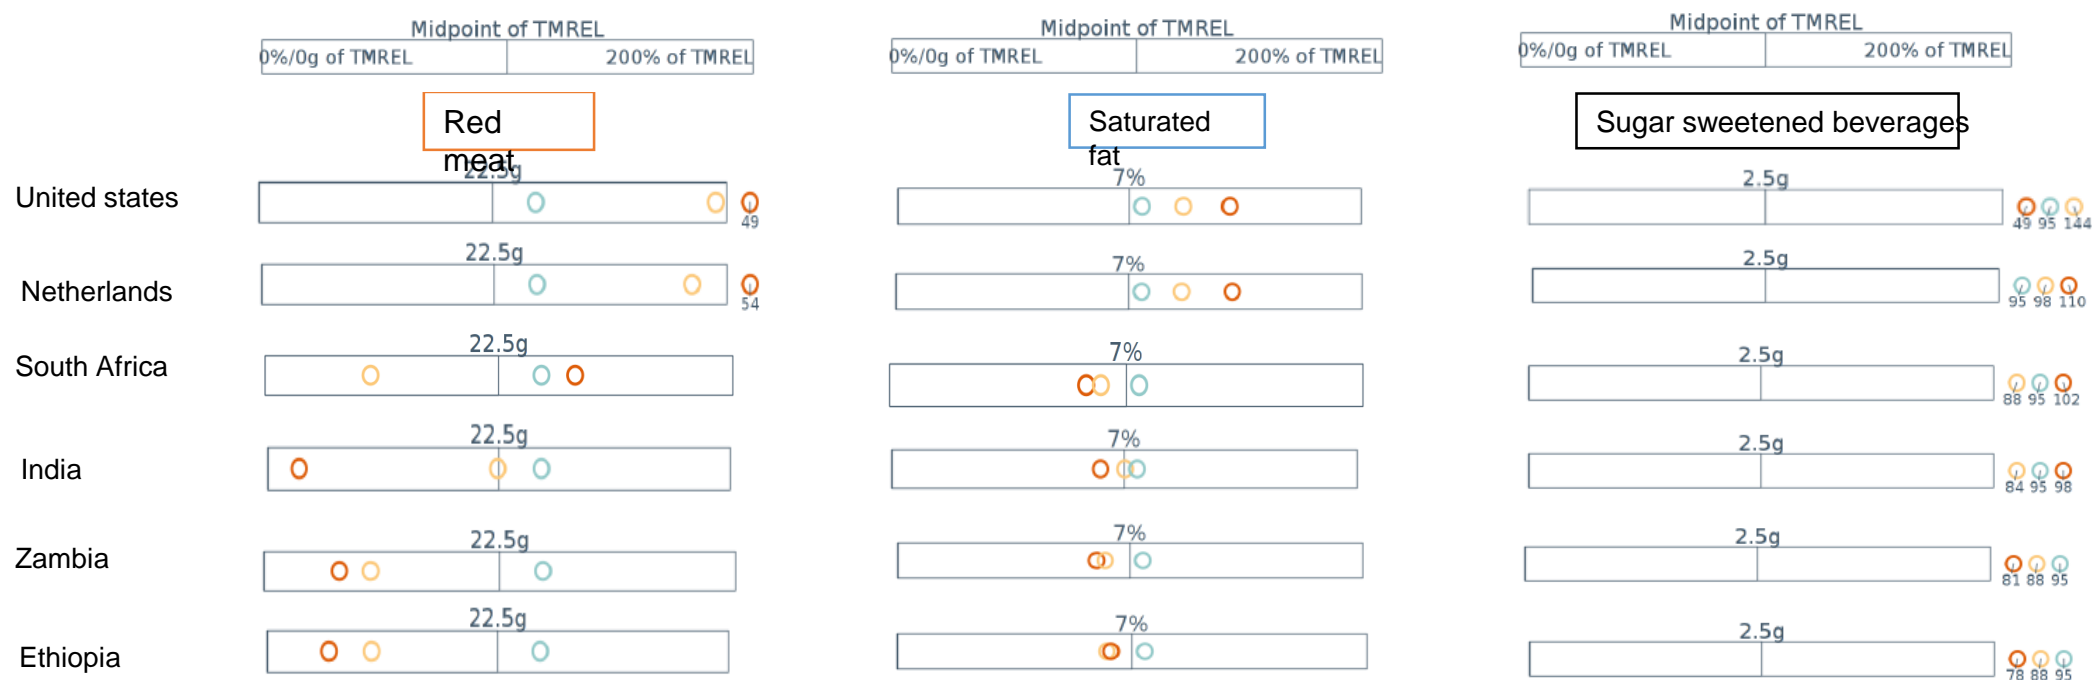 Midpoint of TMREL
0%/0g of TMREL 200% of TMREL
Midpoint of TMREL
0%/0g of TMREL 200% of TMREL
Midpoint of TMREL
0%/0g of TMREL 200% of TMREL
Red
meat
Saturated
fat
Sugar sweetened beverages
United states
22.5g
49
7%
2.5g
49 95 144
Netherlands
22.5g
54
7%
2.5g
95 98 110
South Africa
22.5g
7%
2.5g
88 95 102
India
22.5g
7%
2.5g
84 95 98
Zambia
22.5g
7%
2.5g
81 88 95
Ethiopia
22.5g
7%
2.5g
78 88 95